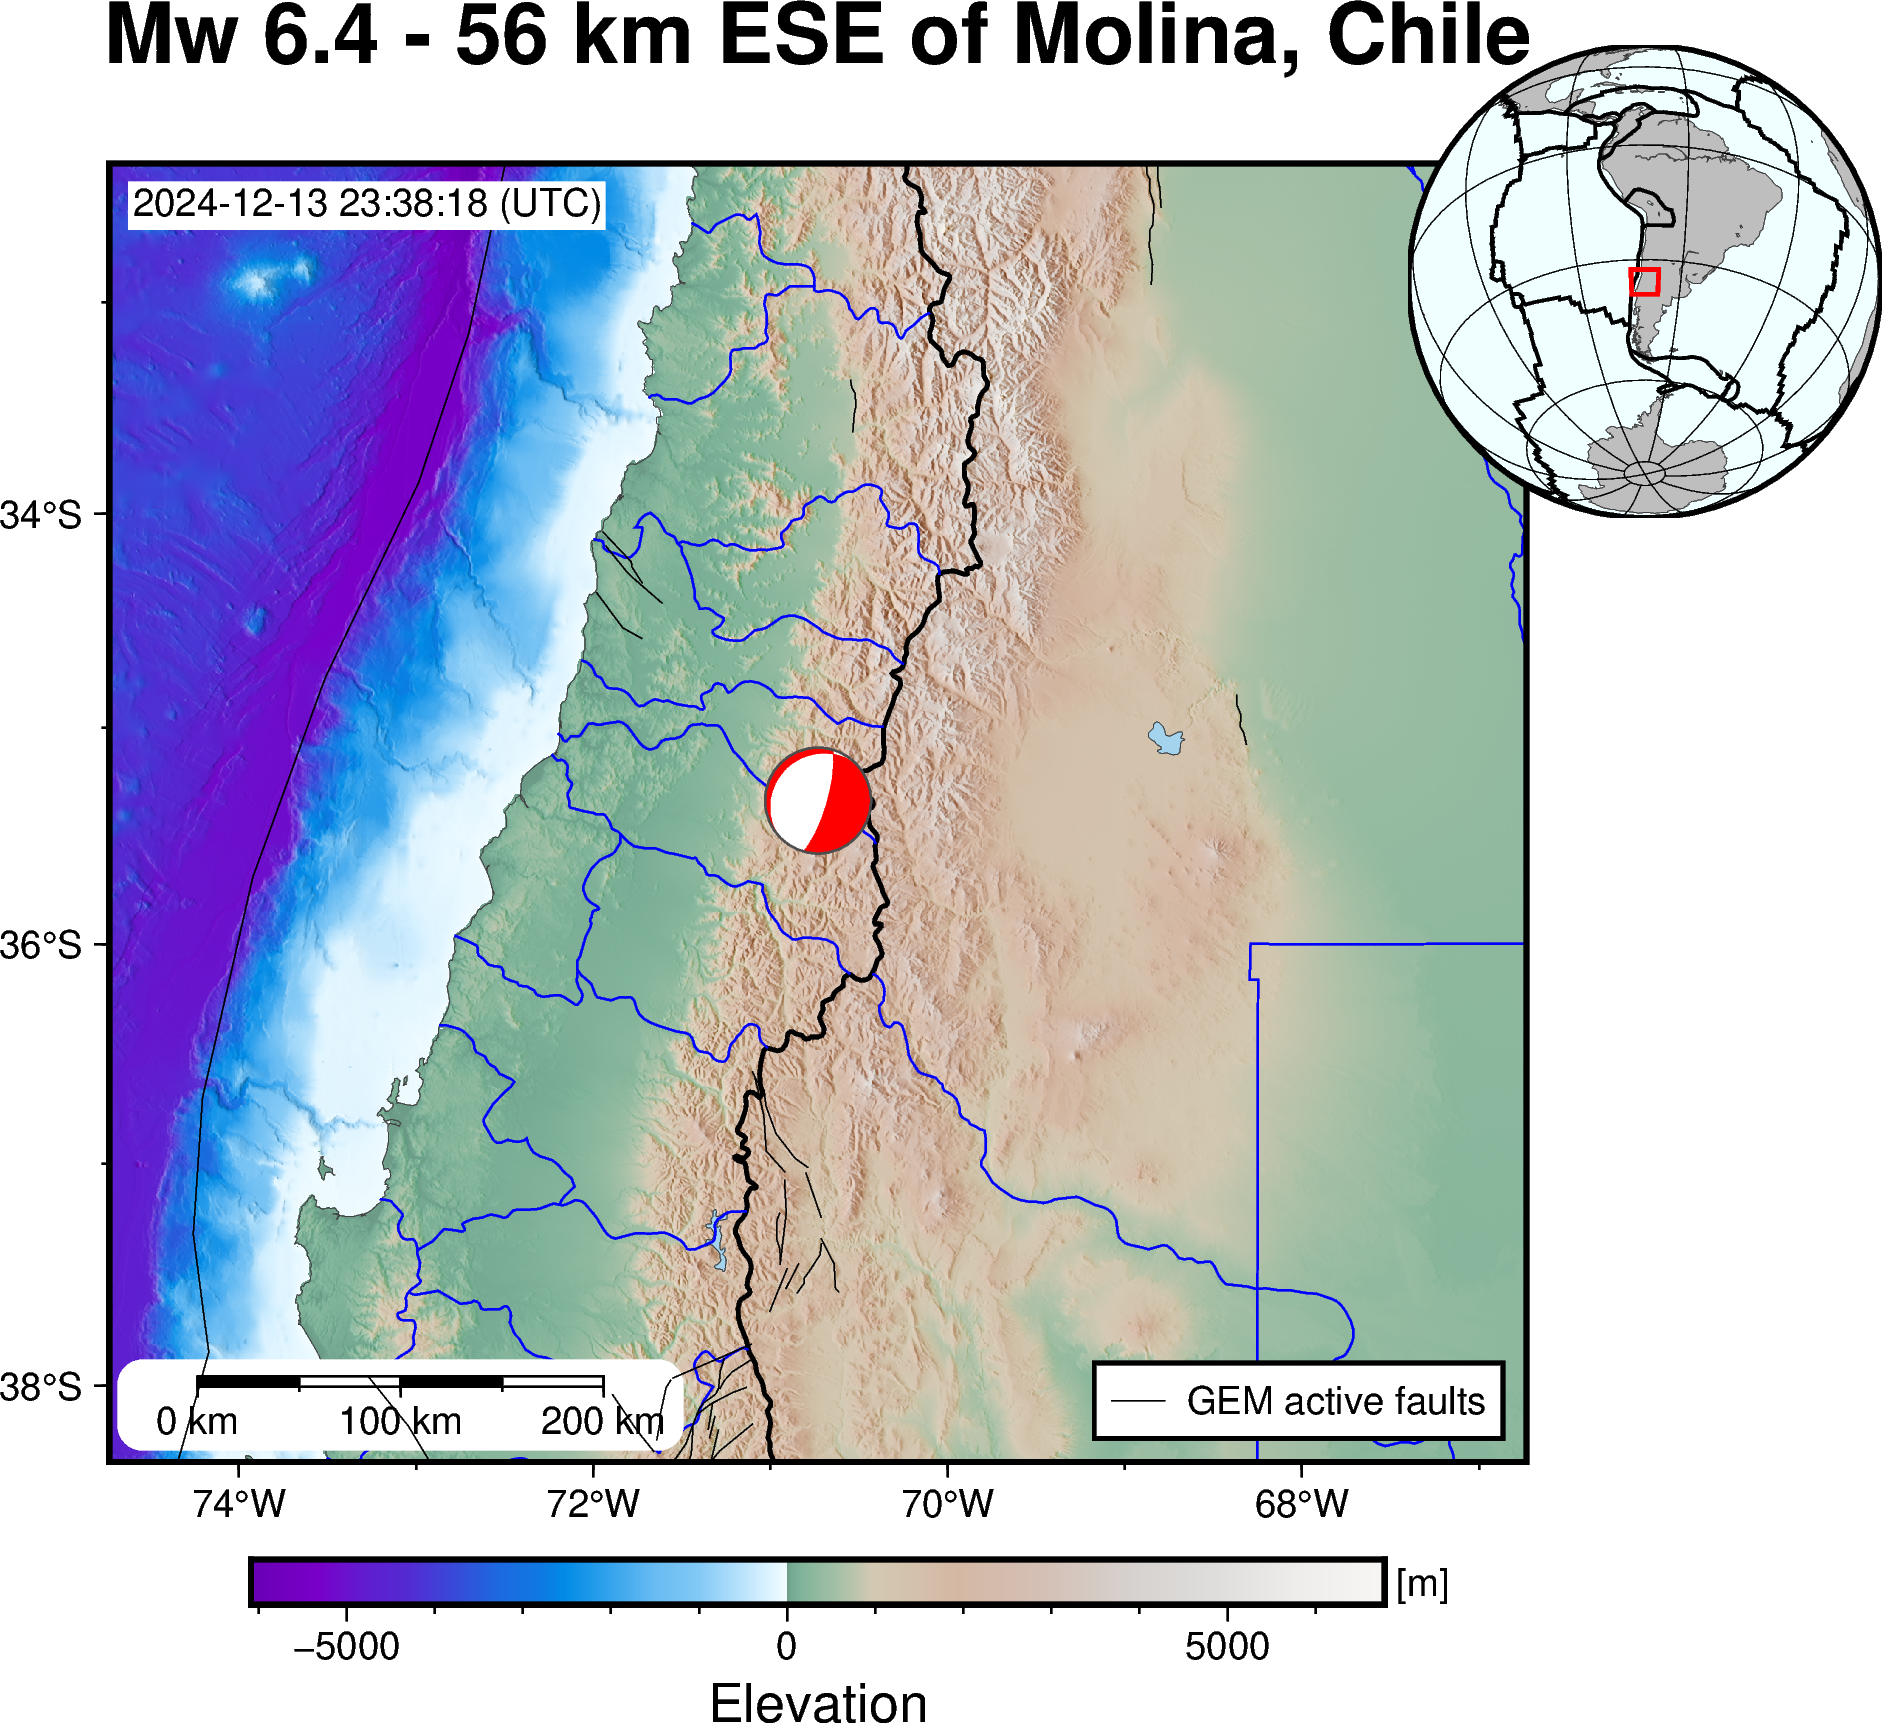 Mw 6.4 - 56 km ESE of Molina, Chile
2024-12-13 23:38:18 (UTC)
34°S
36°S
38°S
0 km 100 km 200 km
GEM active faults
74°W 72°W 70°W 68°W
[m]
−5000 0 5000
Elevation